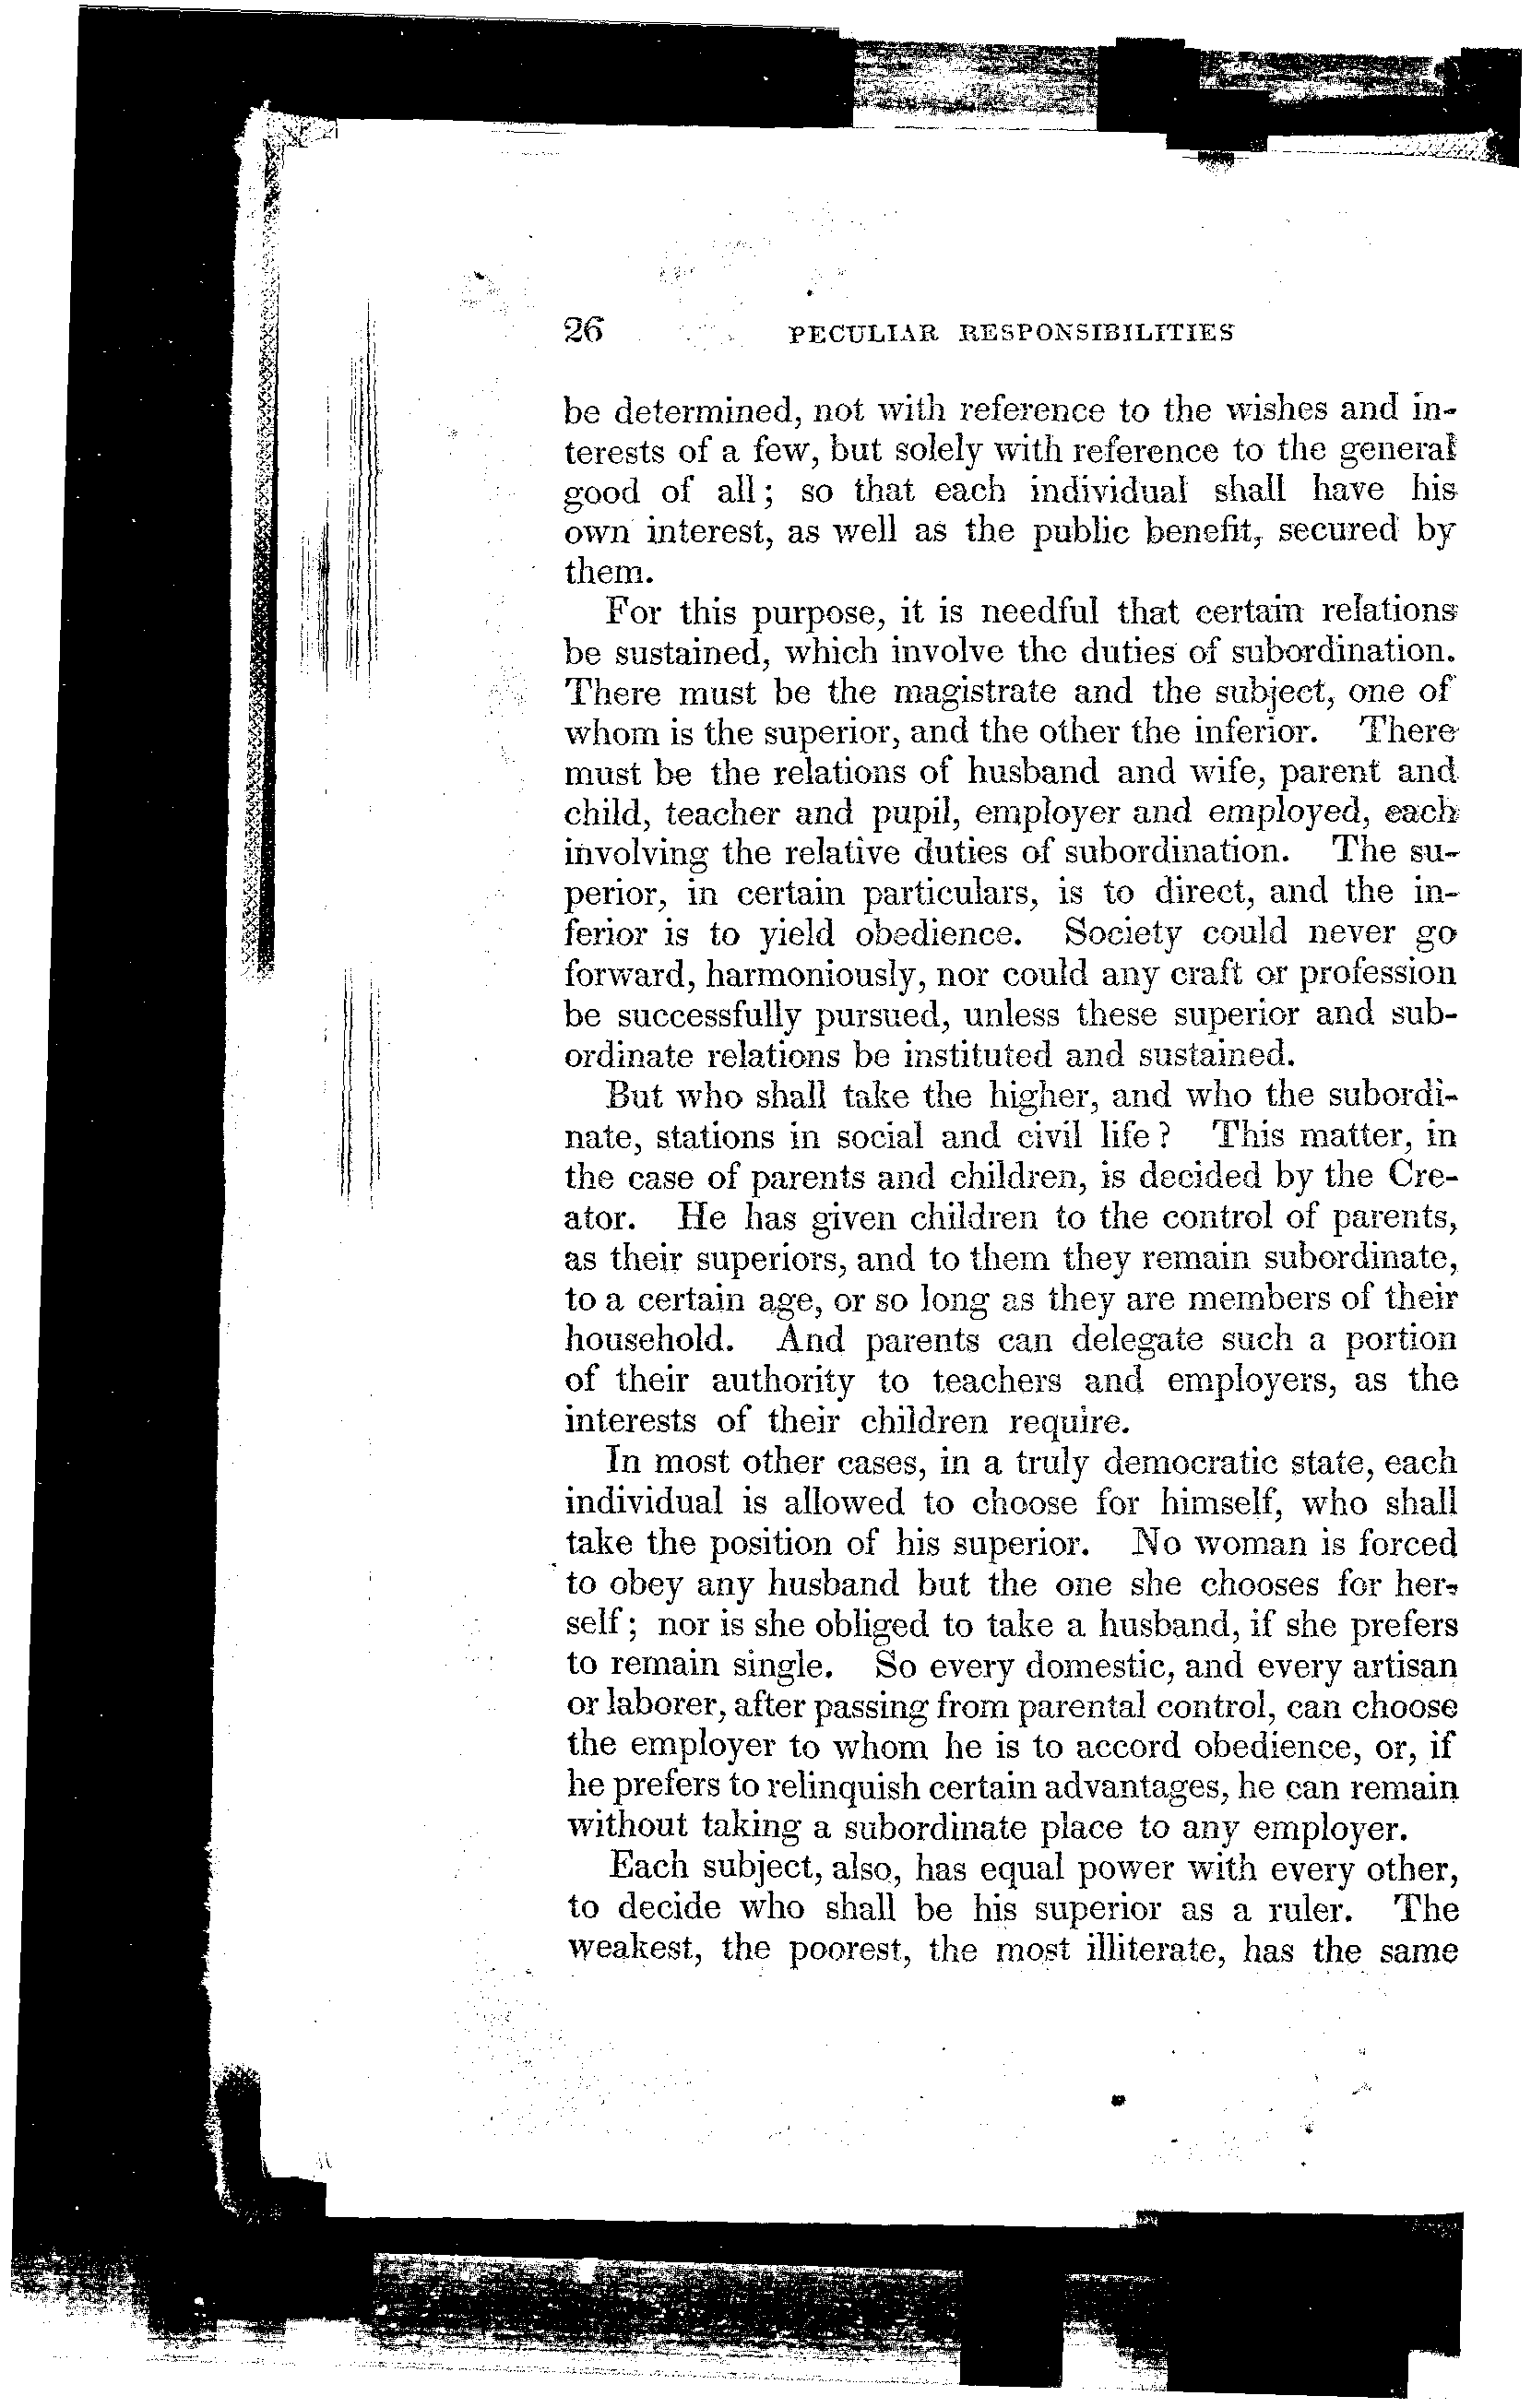 26 PECULIAR RESPONSIBILITIES
be determined, not with reference to the wishes and in-
terests of a few, but solely with reference to the general
good of all; so that each individual shall have his
own interest, as well as the public benefit, secured by
them.
For this purpose, it is needful that certain relations
be sustained, which involve the duties of subordination.
There must be the magistrate and the subject, one of
whom is the superior, and the other the inferior. There
must be the relations of husband and wife, parent and
child, teacher and pupil, employer and employed, each
involving the relative duties of subordination. The su-
perior, in certain particulars, is to direct, and the in-
ferior is to yield obedience. Society could never go
forward, harmoniously, nor could any craft or profession
be successfully pursued, unless these superior and sub-
ordinate relations be instituted and sustained.
But who shall take the higher, and who the subordi-
nate, stations in social and civil life? This matter, in
the case of parents and children, is decided by the Cre-
ator. He has given children to the control of parents,
as their superiors, and to them they remain subordinate,
to a certain age, or so long as they are members of their
household. And parents can delegate such a portion
of their authority to teachers and employers, as the
interests of their children require.
In most other cases, in a truly democratic state, each
individual is allowed to choose for himself, who shall
take the position of his superior. No woman is forced
to obey any husband but the one she chooses for her-
self; nor is she obliged to take a husband, if she prefers
to remain single. So every domestic, and every artisan
or laborer, after passing from parental control, can choose
the employer to whom he is to accord obedience, or, if
he prefers to relinquish certain advantages, he can remain
without taking a subordinate place to any employer.
Each subject, also, has equal power with every other,
to decide who shall be his superior as a ruler. The
weakest, the poorest, the most illiterate, has the same